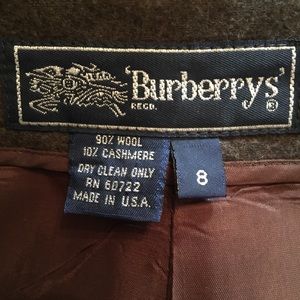 'Burberrys'
REGD.
®
90% WOOL
10% CASHMERE
DRY CLEAN ONLY
RN 60722
MADE IN U.S.A.
8